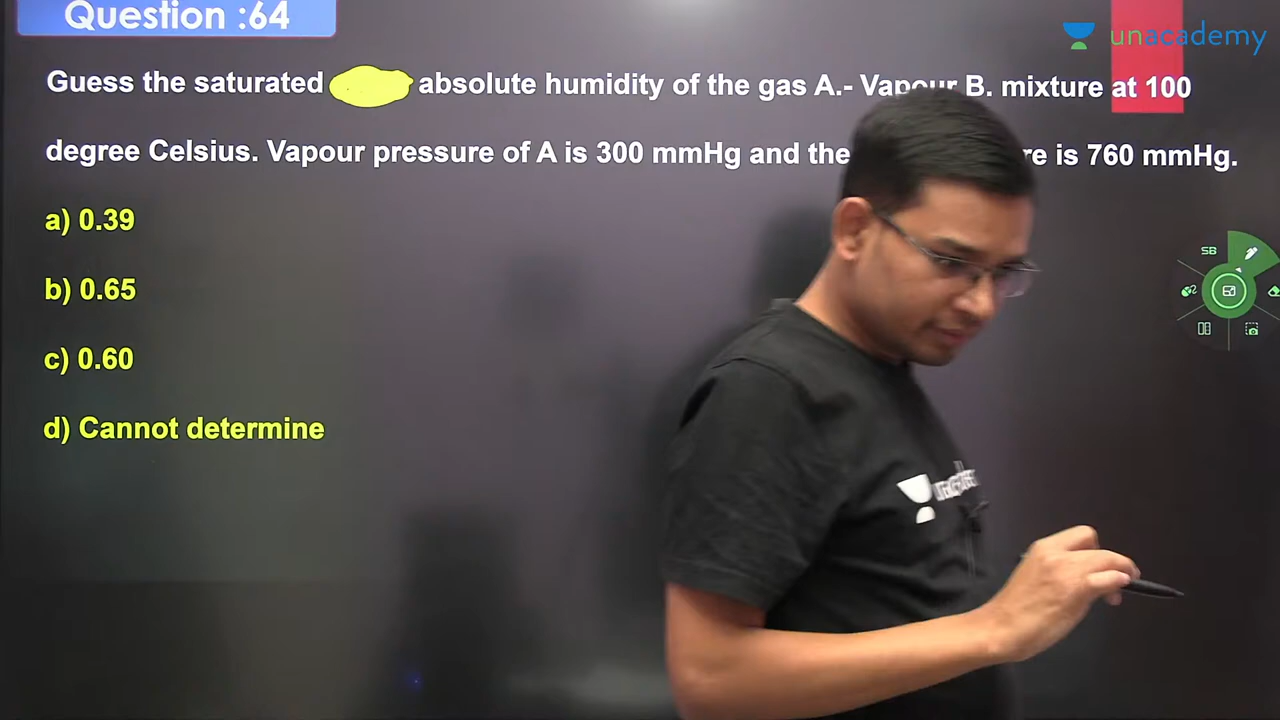 Question :64
unacademy
Guess the saturated absolute humidity of the gas A.- Vapour B. mixture at 100
degree Celsius. Vapour pressure of A is 300 mmHg and the re is 760 mmHg.
a) 0.39
b) 0.65
c) 0.60
d) Cannot determine
SB